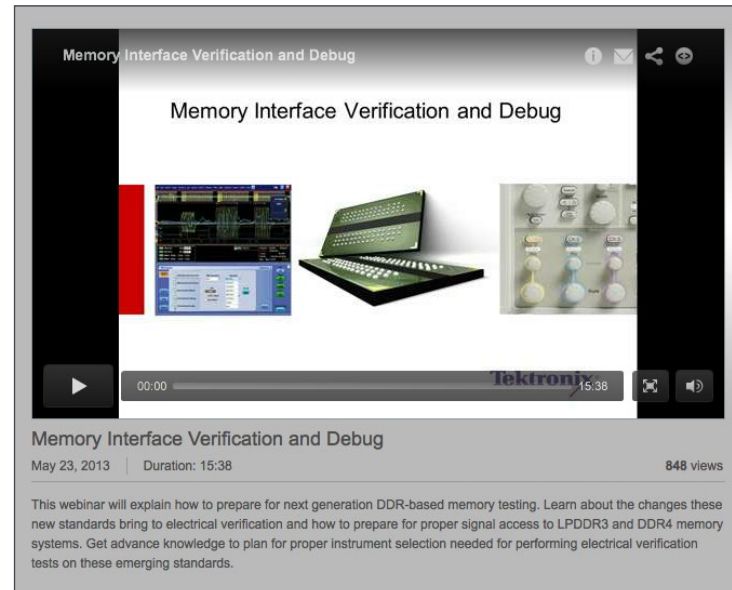 Memory Interface Verification and Debug
Memory Interface Verification and Debug
Tektronix
00:00
15:38
Memory Interface Verification and Debug
May 23, 2013 Duration: 15:38 848 views
This webinar will explain how to prepare for next generation DDR-based memory testing. Learn about the changes these
new standards bring to electrical verification and how to prepare for proper signal access to LPDDR3 and DDR4 memory
systems. Get advance knowledge to plan for proper instrument selection needed for performing electrical verification
tests on these emerging standards.